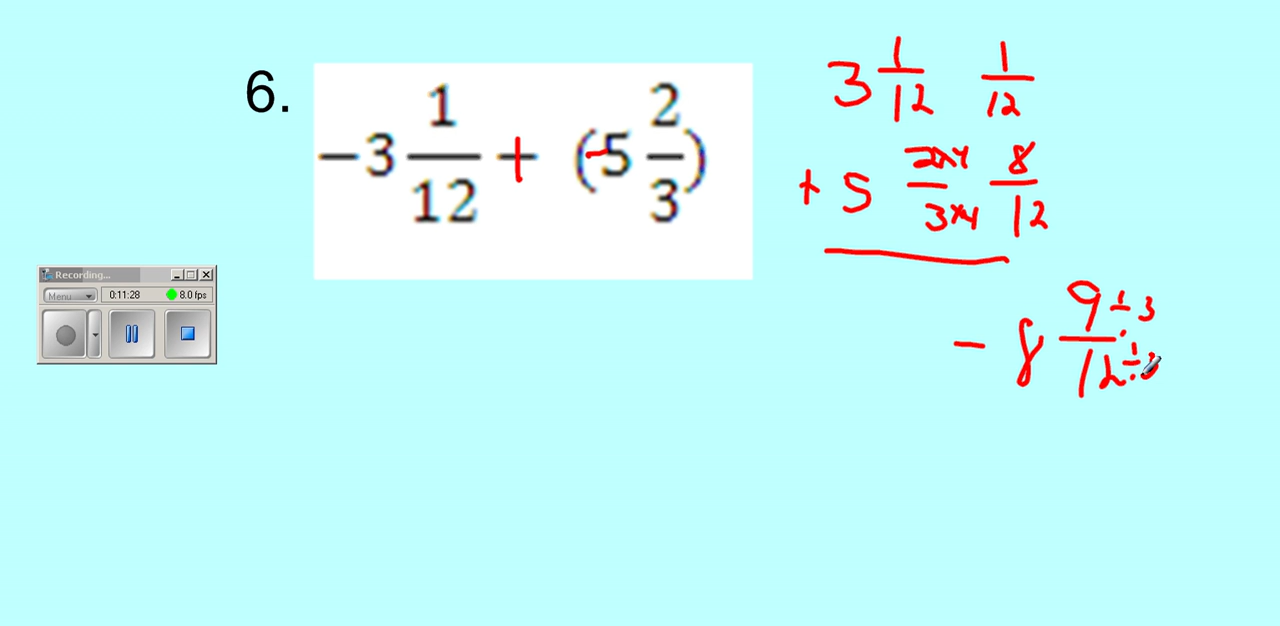 6. −3 1/12 + (-5 2/3)
3 1/12 1/12
+ 5 2×4/3×4 8/12
- 8 9÷3/12÷3
Recording...
Menu 0:11:28 8.0 fps